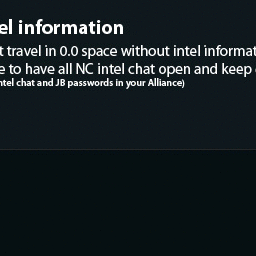 el information
t travel in 0.0 space without intel informat
e to have all NC intel chat open and keep
ntel chat and JB passwords in your Alliance)